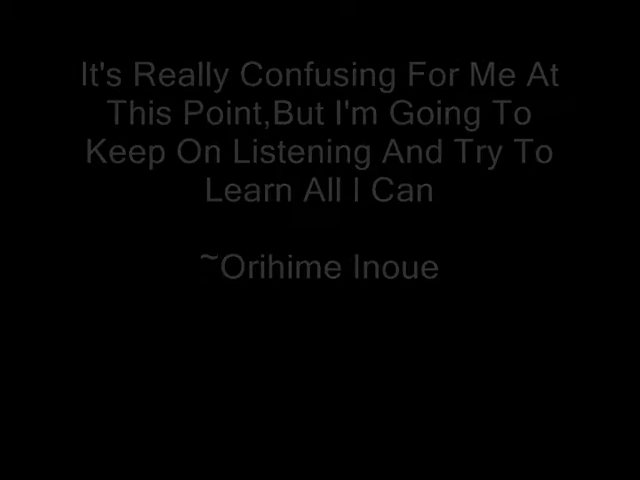 It's Really Confusing For Me At
This Point,But I'm Going To
Keep On Listening And Try To
Learn All I Can
~Orihime Inoue